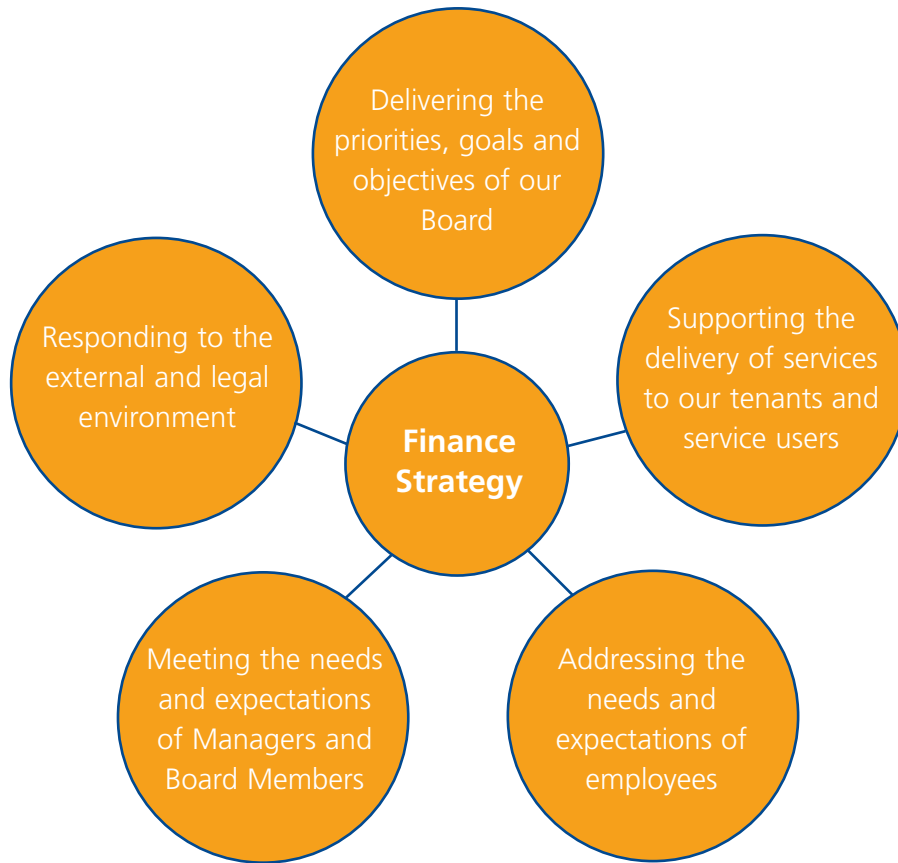 Delivering the
priorities, goals and
objectives of our
Board
Responding to the
external and legal
environment
Supporting the
delivery of services
to our tenants and
service users
Finance
Strategy
Meeting the needs
and expectations
of Managers and
Board Members
Addressing the
needs and
expectations of
employees